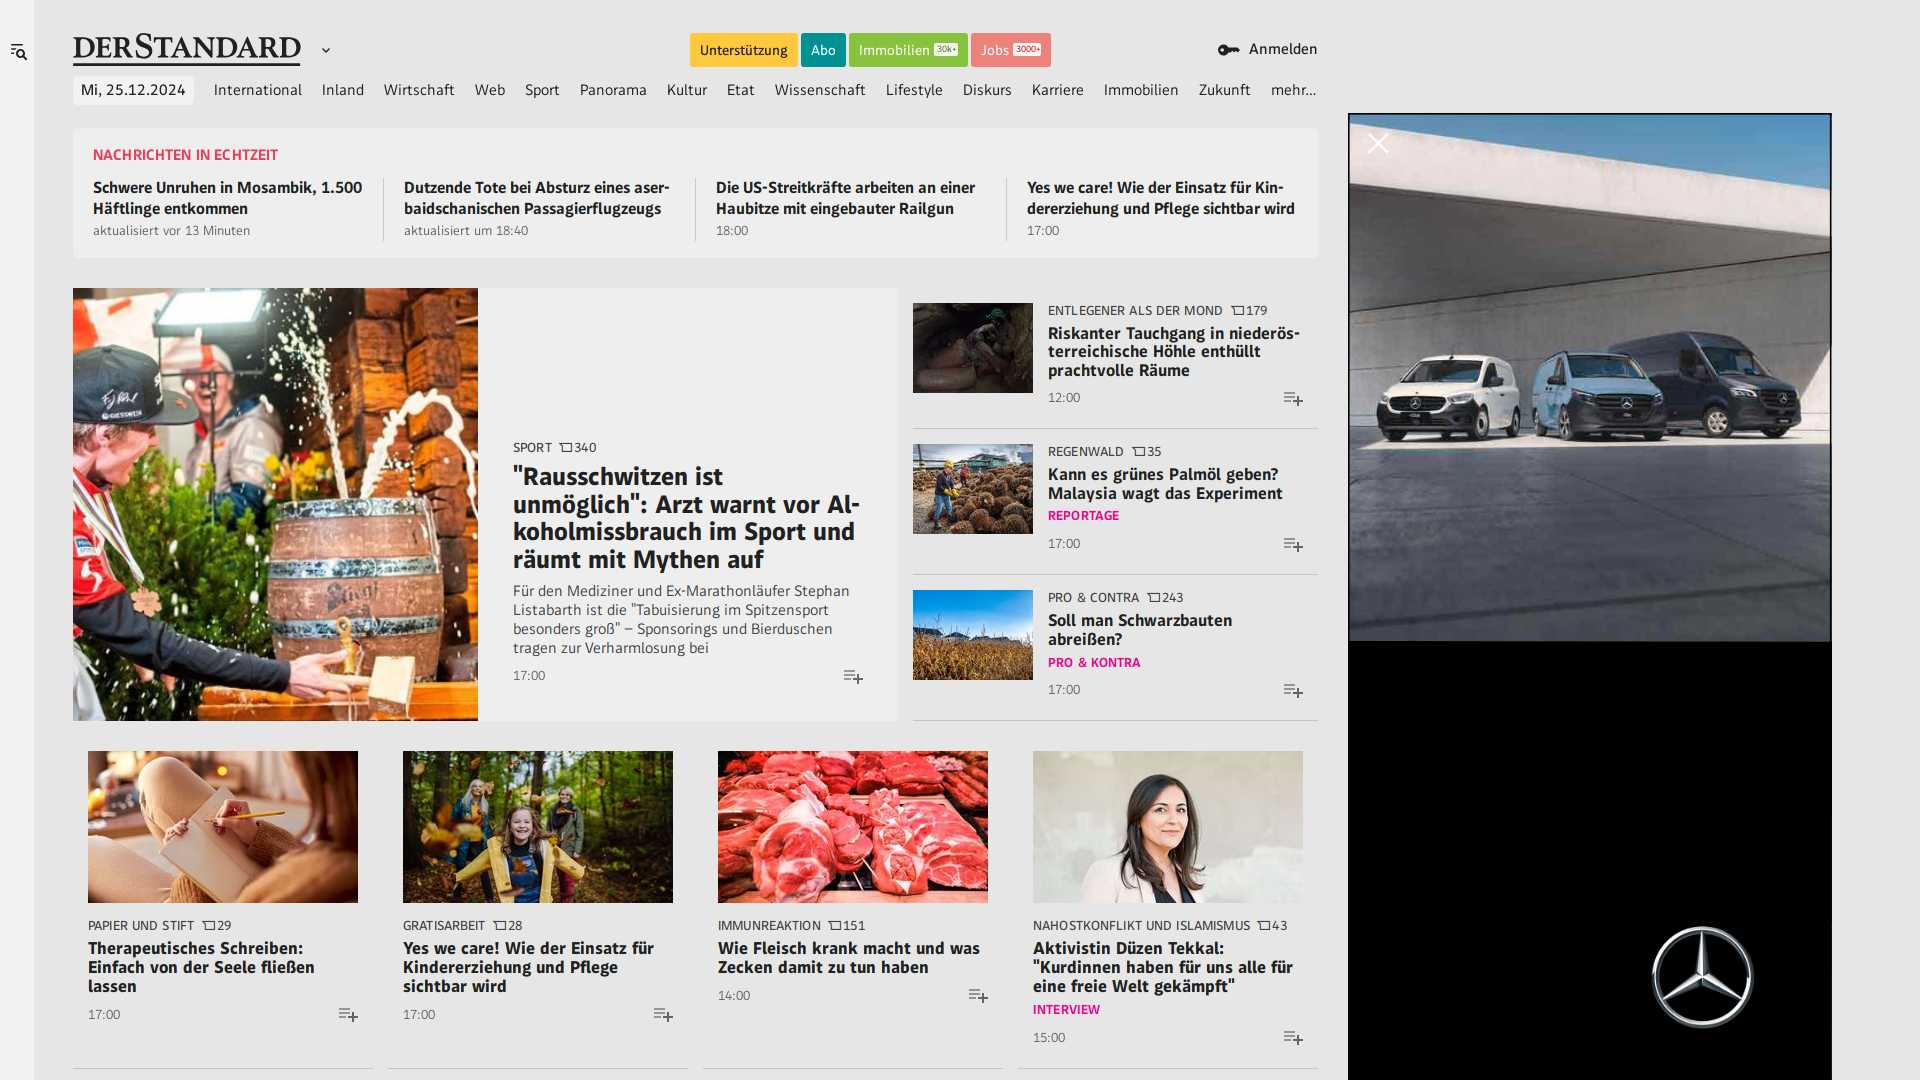 DERSTANDARD
Unterstützung
Abo
Immobilien 30k+
Jobs 3000+
Anmelden
Mi, 25.12.2024
International
Inland
Wirtschaft
Web
Sport
Panorama
Kultur
Etat
Wissenschaft
Lifestyle
Diskurs
Karriere
Immobilien
Zukunft
mehr...
NACHRICHTEN IN ECHTZEIT
Schwere Unruhen in Mosambik, 1.500
Häftlinge entkommen
aktualisiert vor 13 Minuten
Dutzende Tote bei Absturz eines aser-
baidschanischen Passagierflugzeugs
aktualisiert um 18:40
Die US-Streitkräfte arbeiten an einer
Haubitze mit eingebauter Railgun
18:00
Yes we care! Wie der Einsatz für Kin-
dererziehung und Pflege sichtbar wird
17:00
SPORT 340
"Rausschwitzen ist
unmöglich": Arzt warnt vor Al-
koholmissbrauch im Sport und
räumt mit Mythen auf
Für den Mediziner und Ex-Marathonläufer Stephan
Listabarth ist die "Tabuisierung im Spitzensport
besonders groß" – Sponsorings und Bierduschen
tragen zur Verharmlosung bei
17:00
ENTLEGENER ALS DER MOND 179
Riskanter Tauchgang in niederös-
terreichische Höhle enthüllt
prachtvolle Räume
12:00
REGENWALD 35
Kann es grünes Palmöl geben?
Malaysia wagt das Experiment
REPORTAGE
17:00
PRO & CONTRA 243
Soll man Schwarzbauten
abreißen?
PRO & KONTRA
17:00
PAPIER UND STIFT 29
Therapeutisches Schreiben:
Einfach von der Seele fließen
lassen
17:00
GRATISARBEIT 28
Yes we care! Wie der Einsatz für
Kindererziehung und Pflege
sichtbar wird
17:00
IMMUNREAKTION 151
Wie Fleisch krank macht und was
Zecken damit zu tun haben
14:00
NAHOSTKONFLIKT UND ISLAMISMUS 43
Aktivistin Düzen Tekkal:
"Kurdinnen haben für uns alle für
eine freie Welt gekämpft"
INTERVIEW
15:00